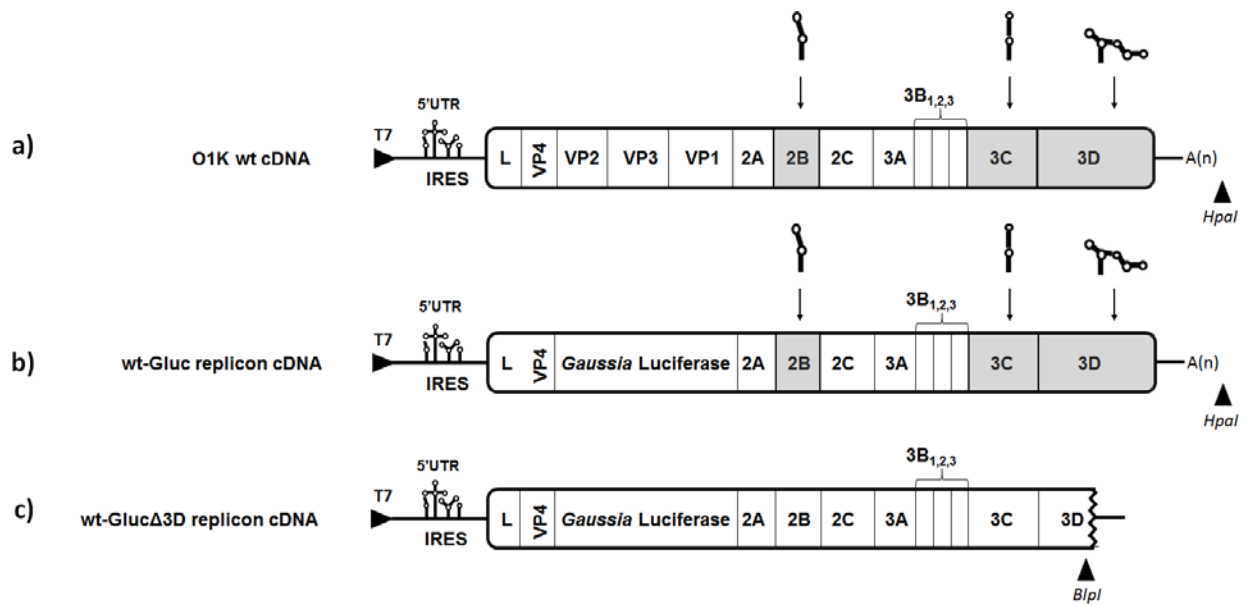 5'UTR
3B1,2,3
T7
a)
O1K wt cDNA
L
VP4
VP2
VP3
VP1
2A
2B
2C
3A
3C
3D
A(n)
IRES
HpaI
5'UTR
3B1,2,3
T7
b)
wt-Gluc replicon cDNA
L
VP4
Gaussia Luciferase
2A
2B
2C
3A
3C
3D
A(n)
IRES
HpaI
5'UTR
3B1,2,3
T7
c)
wt-GlucΔ3D replicon cDNA
L
VP4
Gaussia Luciferase
2A
2B
2C
3A
3C
3D
IRES
BlpI